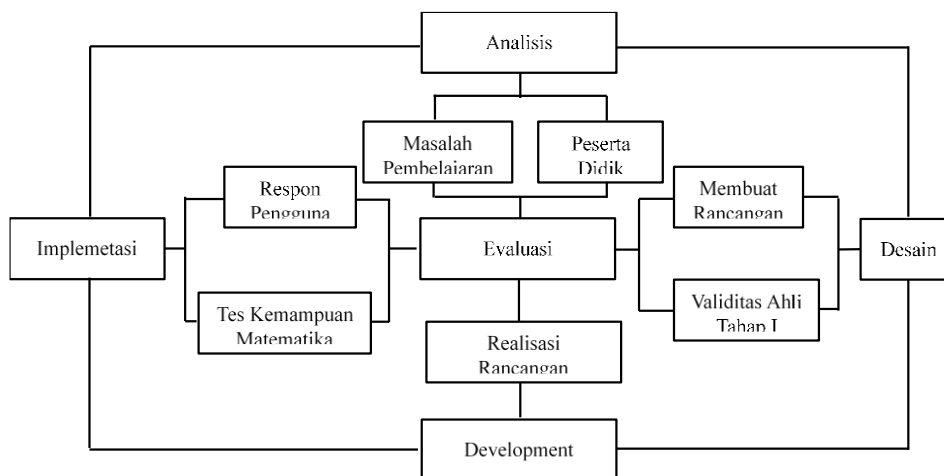 Analisis
Masalah
Pembelajaran
Peserta
Didik
Respon
Pengguna
Membuat
Rancangan
Implemetasi
Evaluasi
Desain
Tes Kemampuan
Matematika
Validitas Ahli
Tahap I
Realisasi
Rancangan
Development